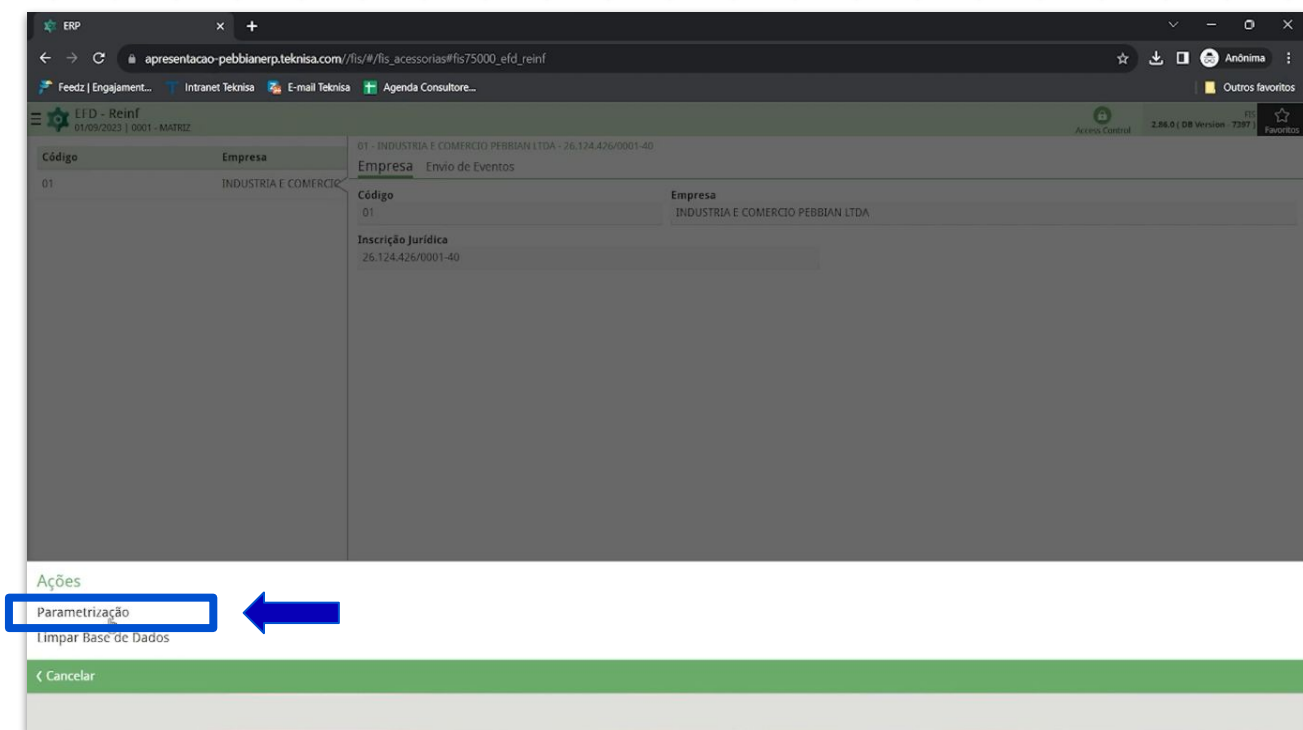 ERP
apresentacao-pebbianerp.teknisa.com//fis/#/fis_acessorias#fis75000_efd_reinf
Anônima
Feedz | Engajament... Intranet Teknisa E-mail Teknisa Agenda Consultore... Outros favoritos
EFD - Reinf
01/09/2023 | 0001 - MATRIZ
Access Control
FIS
2.86.0 ( DB Version - 7397 )
Favoritos
Código Empresa
01 INDUSTRIA E COMERCIO
01 - INDUSTRIA E COMERCIO PEBBIAN LTDA - 26.124.426/0001-40
Empresa Envio de Eventos
Código Empresa
01 INDUSTRIA E COMERCIO PEBBIAN LTDA
Inscrição Jurídica
26.124.426/0001-40
Ações
Parametrização
Limpar Base de Dados
Cancelar